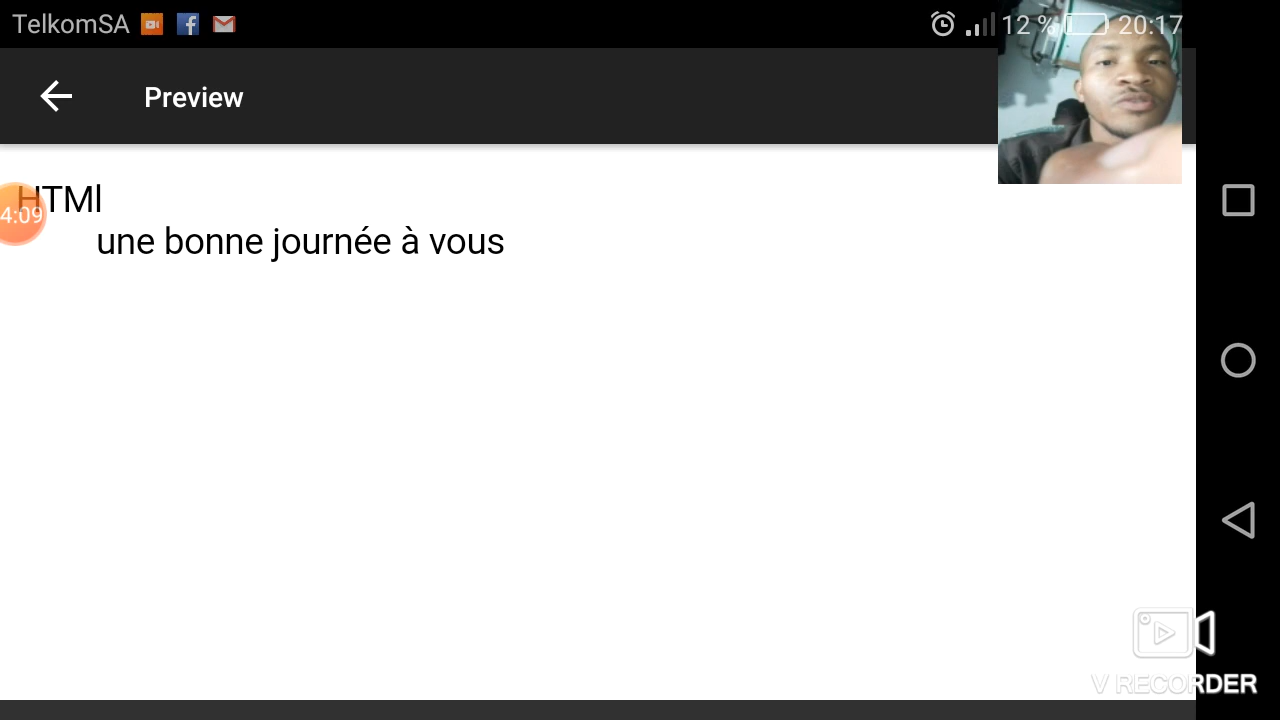 TelkomSA 12 % 20:17
Preview
HTMl
4:09
une bonne journée à vous
V RECORDER